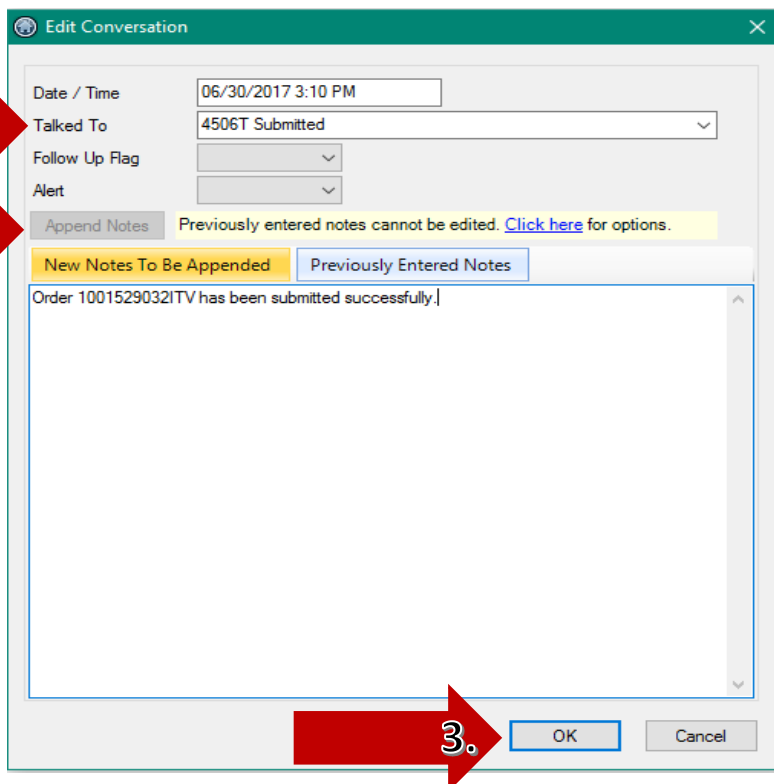 Edit Conversation
Date / Time 06/30/2017 3:10 PM
Talked To 4506T Submitted
Follow Up Flag
Alert
Append Notes Previously entered notes cannot be edited. Click here for options.
New Notes To Be Appended Previously Entered Notes
Order 1001529032ITV has been submitted successfully.
3. OK Cancel